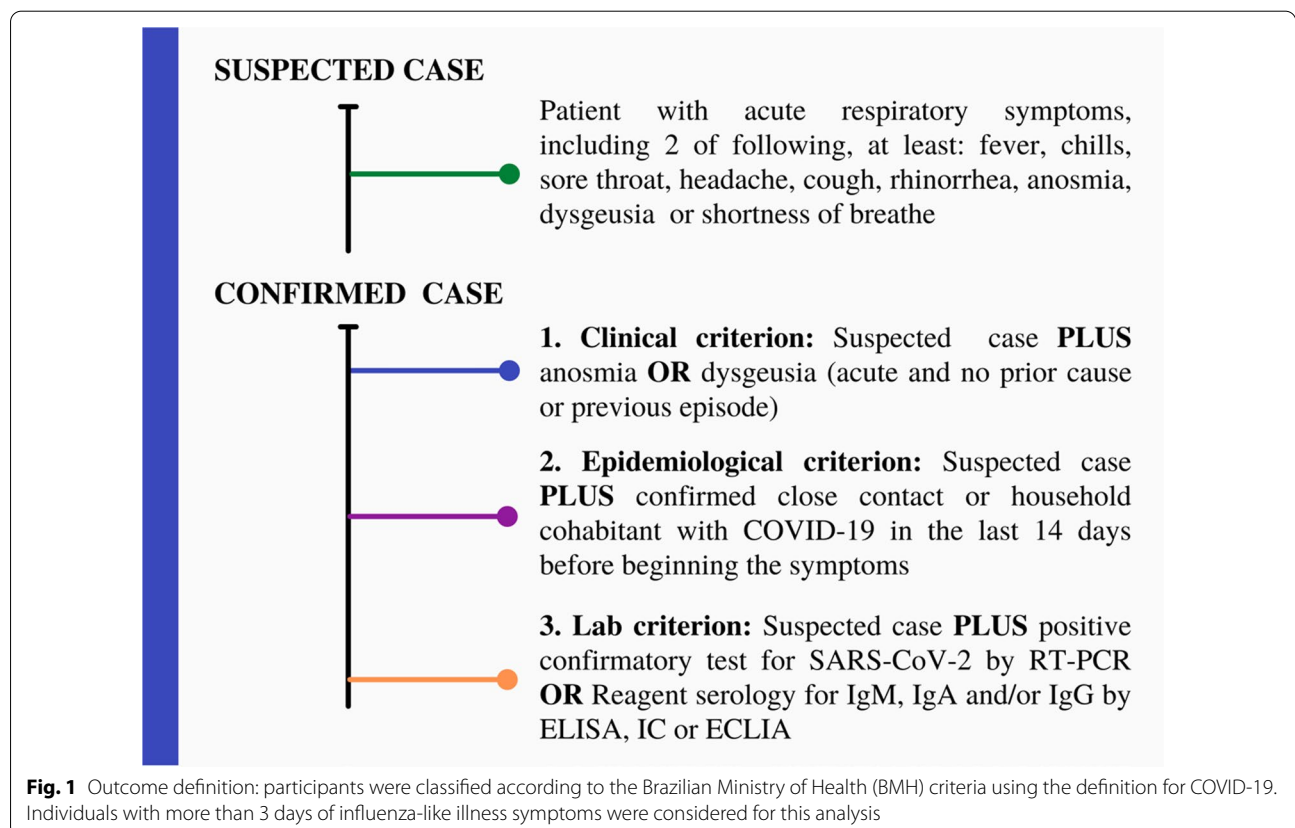 SUSPECTED CASE
Patient with acute respiratory symptoms,
including 2 of following, at least: fever, chills,
sore throat, headache, cough, rhinorrhea, anosmia,
dysgeusia or shortness of breathe
CONFIRMED CASE
1. Clinical criterion: Suspected case PLUS
anosmia OR dysgeusia (acute and no prior cause
or previous episode)
2. Epidemiological criterion: Suspected case
PLUS confirmed close contact or household
cohabitant with COVID-19 in the last 14 days
before beginning the symptoms
3. Lab criterion: Suspected case PLUS positive
confirmatory test for SARS-CoV-2 by RT-PCR
OR Reagent serology for IgM, IgA and/or IgG by
ELISA, IC or ECLIA
Fig. 1 Outcome definition: participants were classified according to the Brazilian Ministry of Health (BMH) criteria using the definition for COVID-19.
Individuals with more than 3 days of influenza-like illness symptoms were considered for this analysis